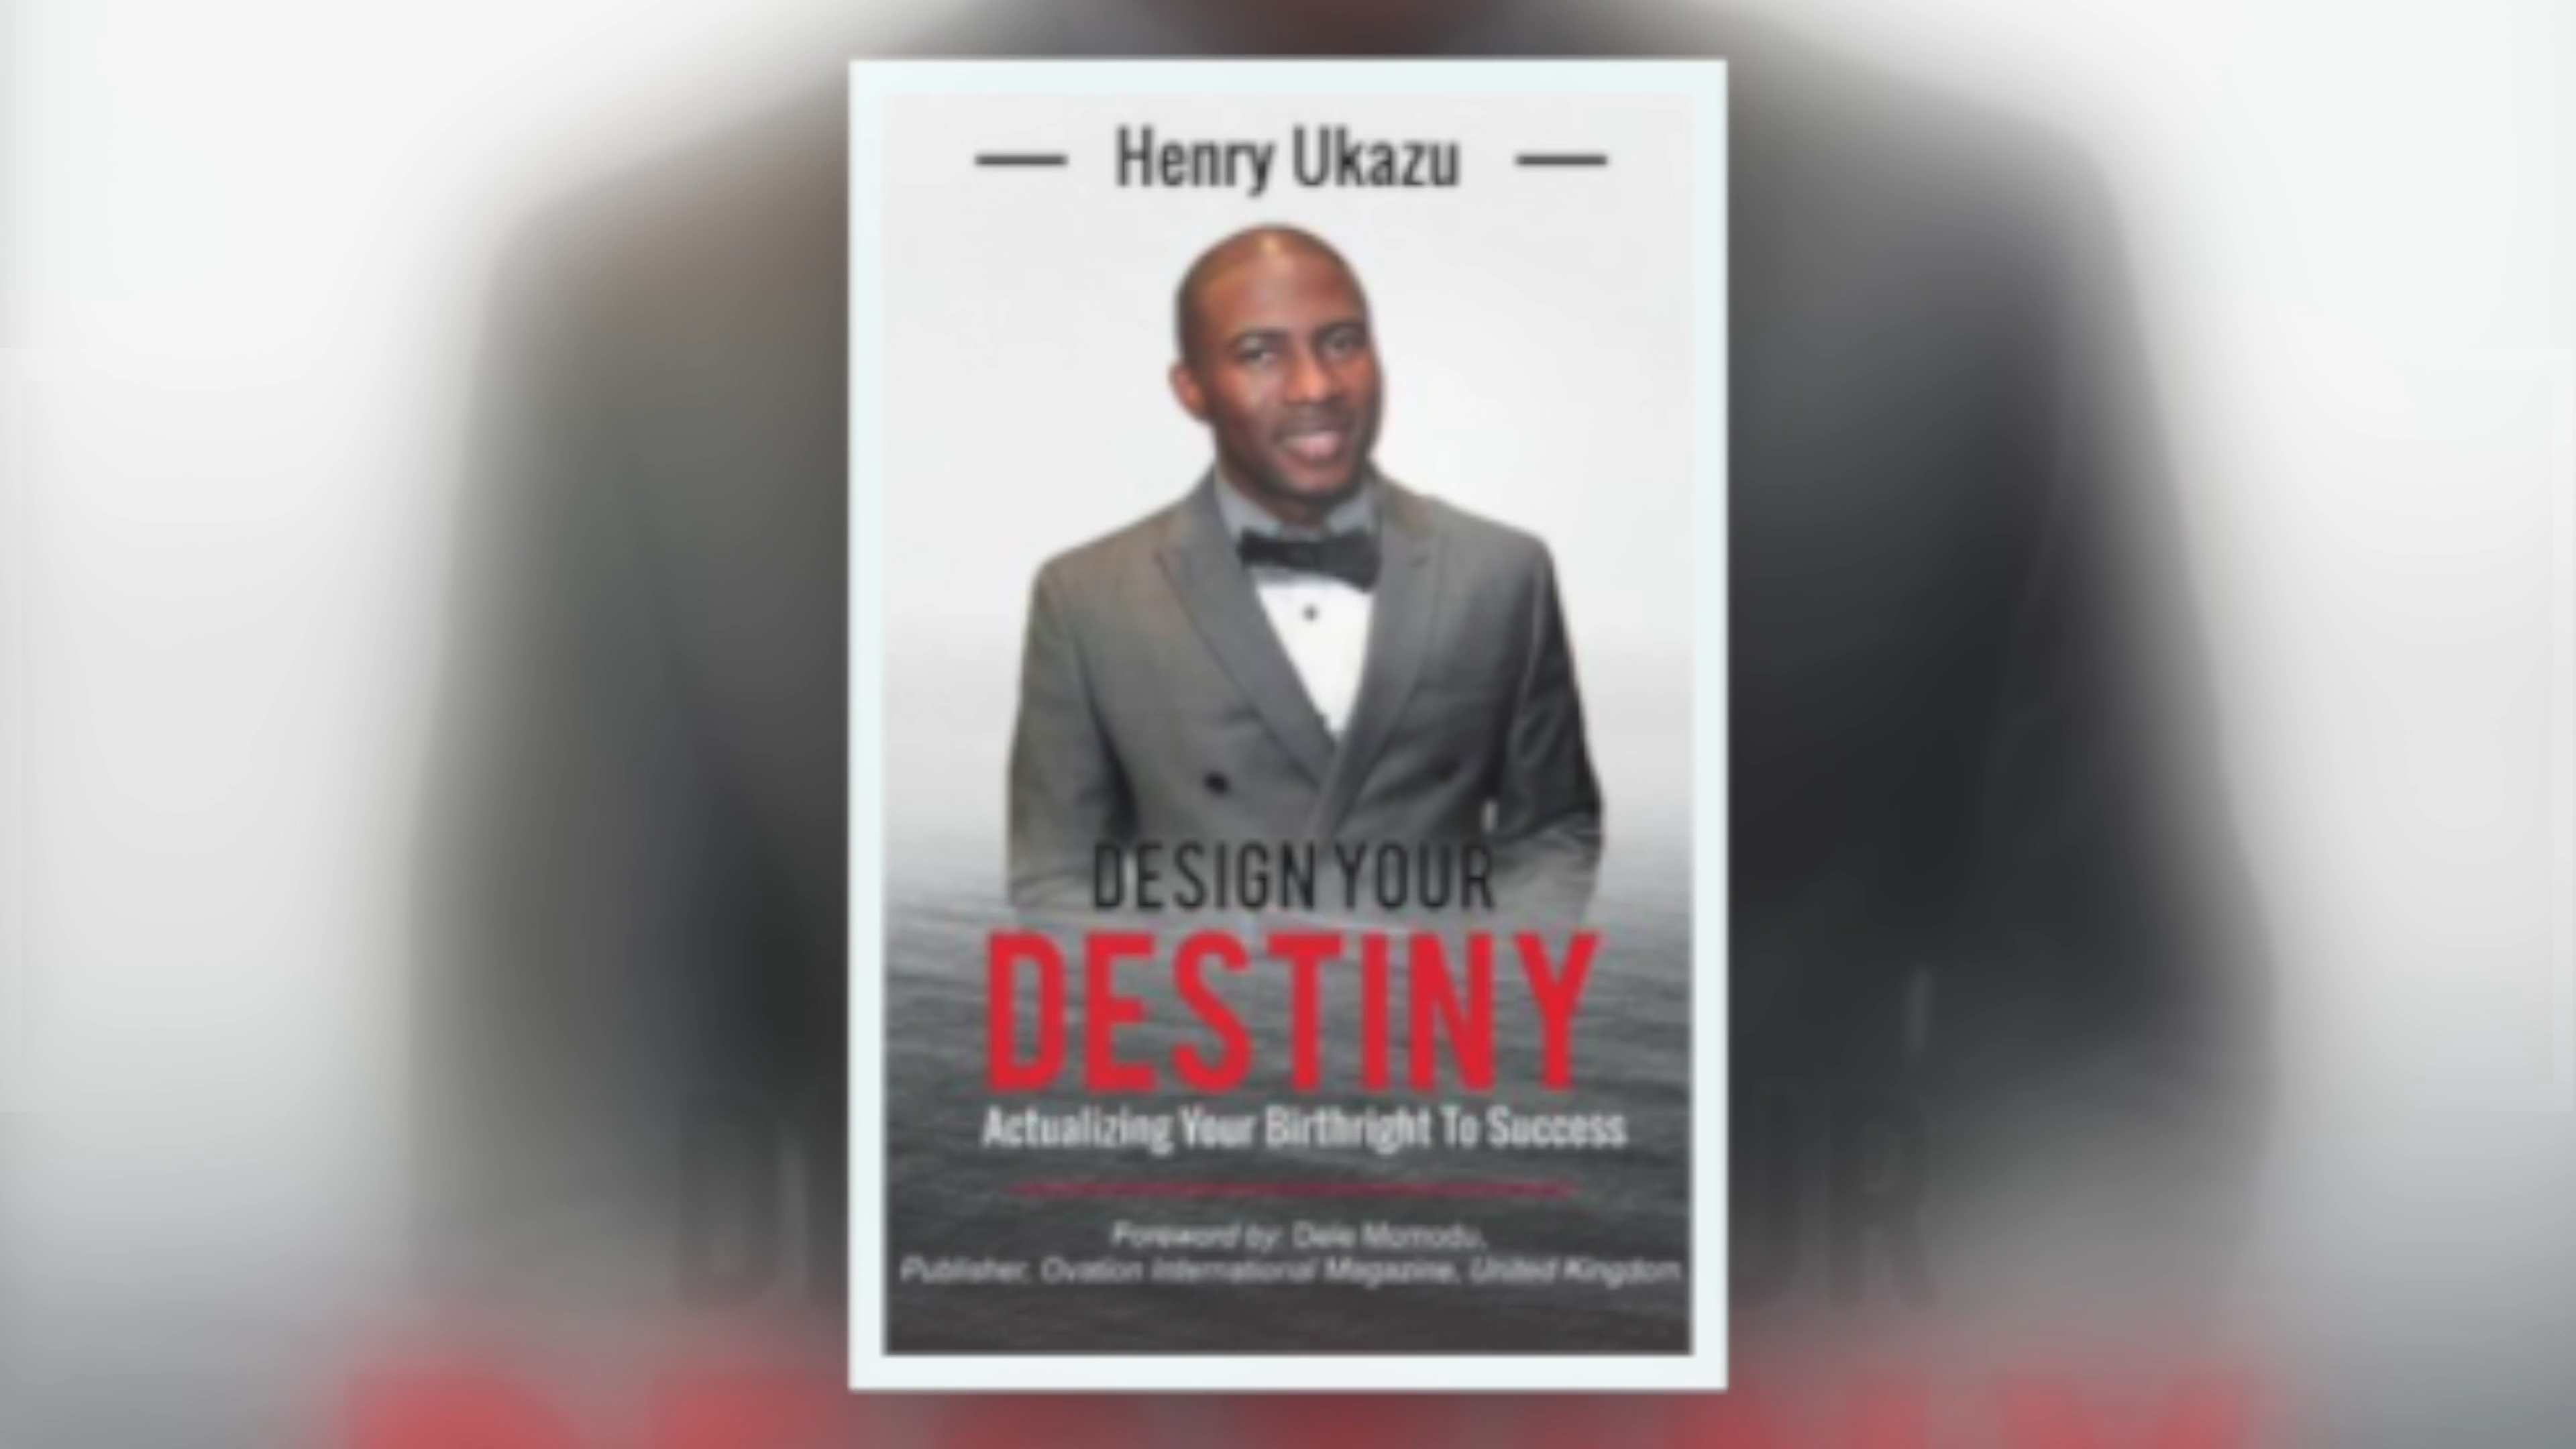 Henry Ukazu
DESIGN YOUR
DESTINY
Actualizing Your Birthright To Success
Foreword by: Dele Momodu,
Publisher, Ovation International Magazine, United Kingdom